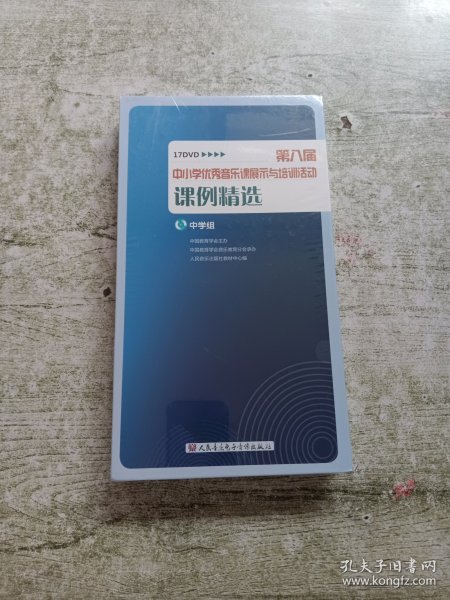 17DVD ▶▶▶▶
第八届
中小学优秀音乐课展示与培训活动
课例精选
中学组
中国教育学会主办
中国教育学会音乐教育分会承办
人民音乐出版社教材中心编
人民音乐电子音像出版社
孔夫子旧书网
www.kongfz.com